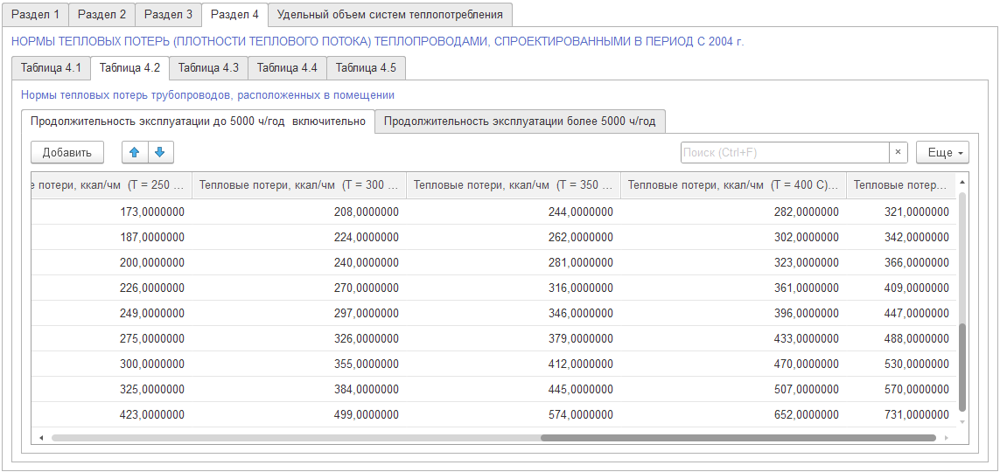 Раздел 1 Раздел 2 Раздел 3 Раздел 4 Удельный объем систем теплопотребления
НОРМЫ ТЕПЛОВЫХ ПОТЕРЬ (ПЛОТНОСТИ ТЕПЛОВОГО ПОТОКА) ТЕПЛОПРОВОДАМИ, СПРОЕКТИРОВАННЫМИ В ПЕРИОД С 2004 г.
Таблица 4.1 Таблица 4.2 Таблица 4.3 Таблица 4.4 Таблица 4.5
Нормы тепловых потерь трубопроводов, расположенных в помещении
Продолжительность эксплуатации до 5000 ч/год включительно Продолжительность эксплуатации более 5000 ч/год
Добавить Поиск (Ctrl+F) × Еще
е потери, ккал/чм (T = 250 ... Тепловые потери, ккал/чм (T = 300 ... Тепловые потери, ккал/чм (T = 350 ... Тепловые потери, ккал/чм (T = 400 C)... Тепловые потер...
173,0000000 208,0000000 244,0000000 282,0000000 321,0000000
187,0000000 224,0000000 262,0000000 302,0000000 342,0000000
200,0000000 240,0000000 281,0000000 323,0000000 366,0000000
226,0000000 270,0000000 316,0000000 361,0000000 409,0000000
249,0000000 297,0000000 346,0000000 396,0000000 447,0000000
275,0000000 326,0000000 379,0000000 433,0000000 488,0000000
300,0000000 355,0000000 412,0000000 470,0000000 530,0000000
325,0000000 384,0000000 445,0000000 507,0000000 570,0000000
423,0000000 499,0000000 574,0000000 652,0000000 731,0000000